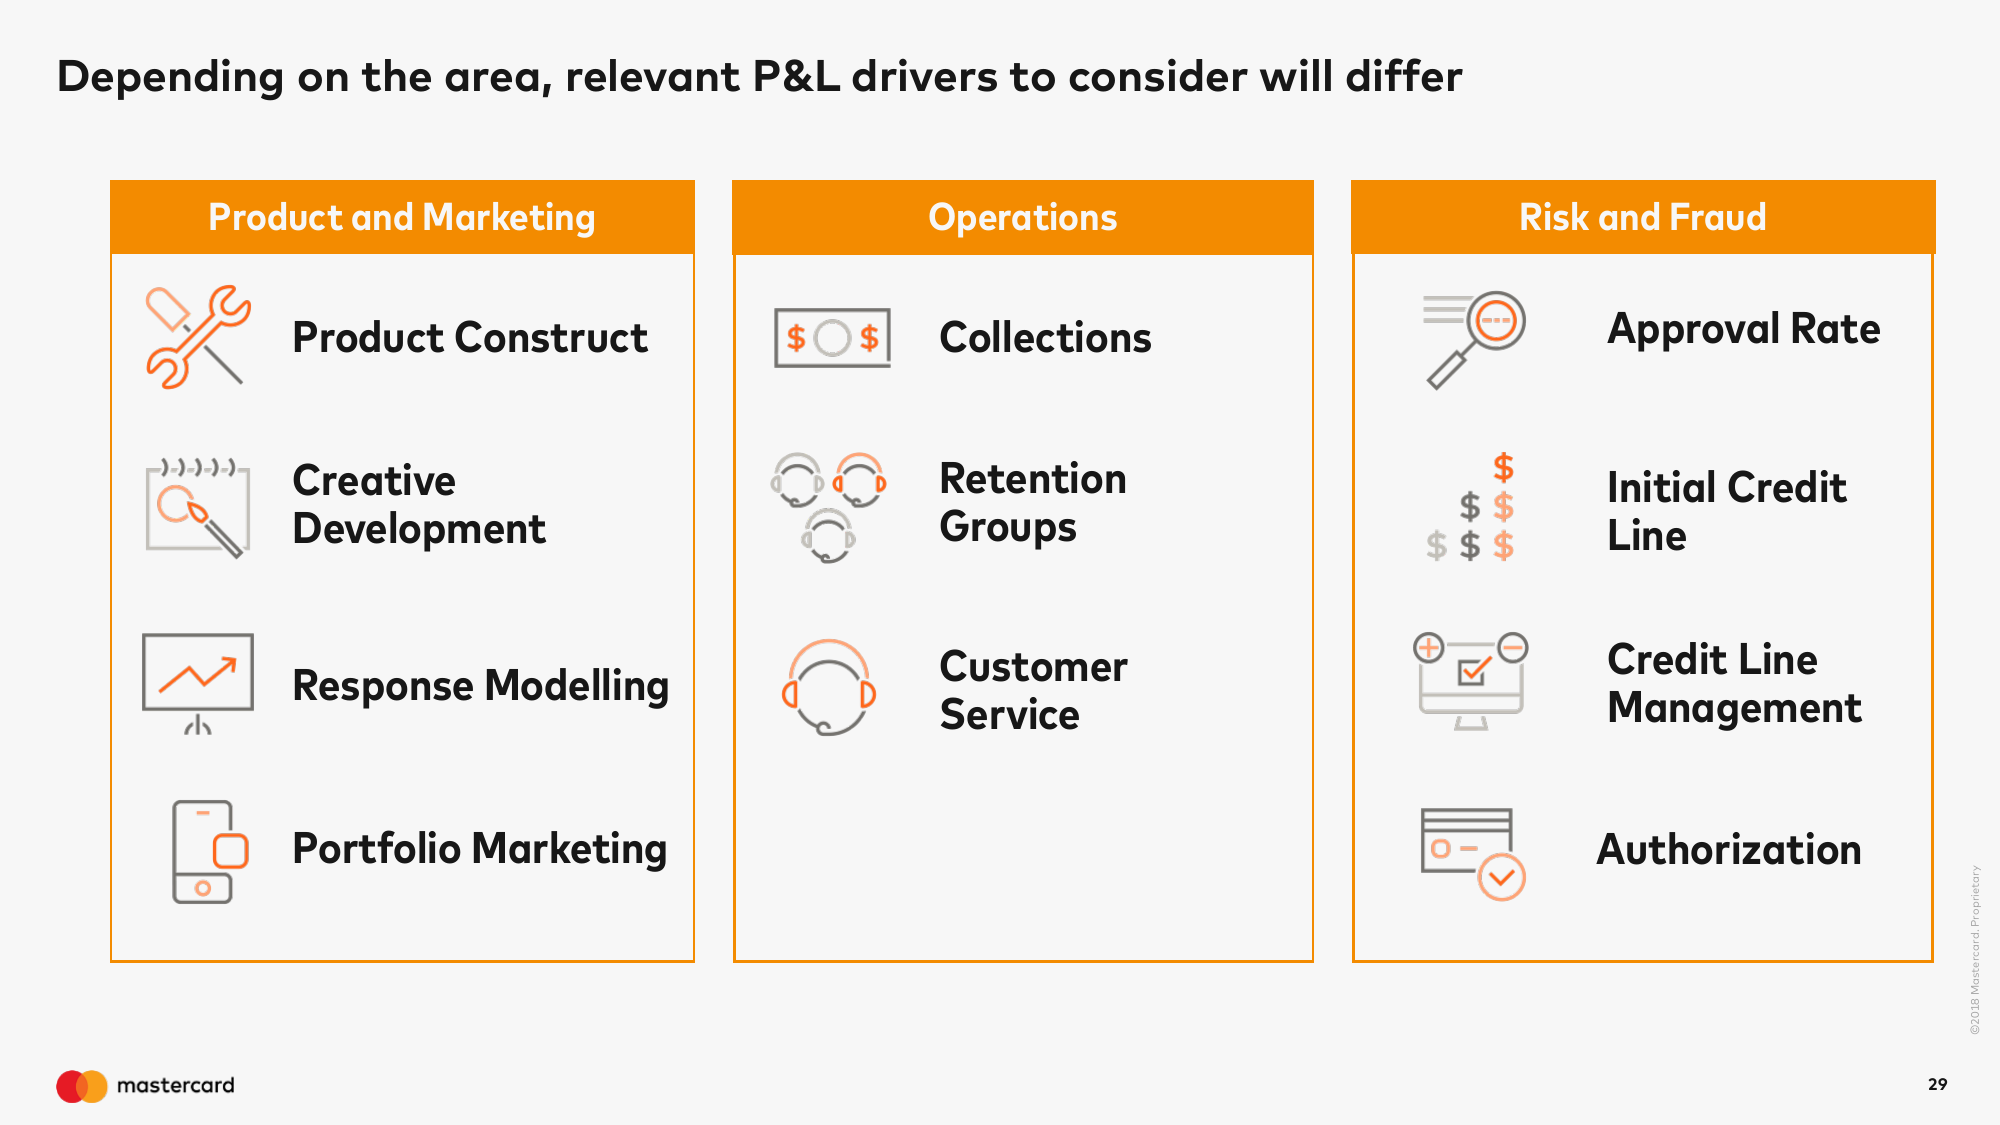 Depending on the area, relevant P&L drivers to consider will differ
Product and Marketing
Product Construct
Creative
Development
Response Modelling
Portfolio Marketing
Operations
$ $
Collections
Retention
Groups
Customer
Service
Risk and Fraud
Approval Rate
$
$ $
$ $ $
Initial Credit
Line
Credit Line
Management
Authorization
©2018 Mastercard. Proprietary
mastercard
29